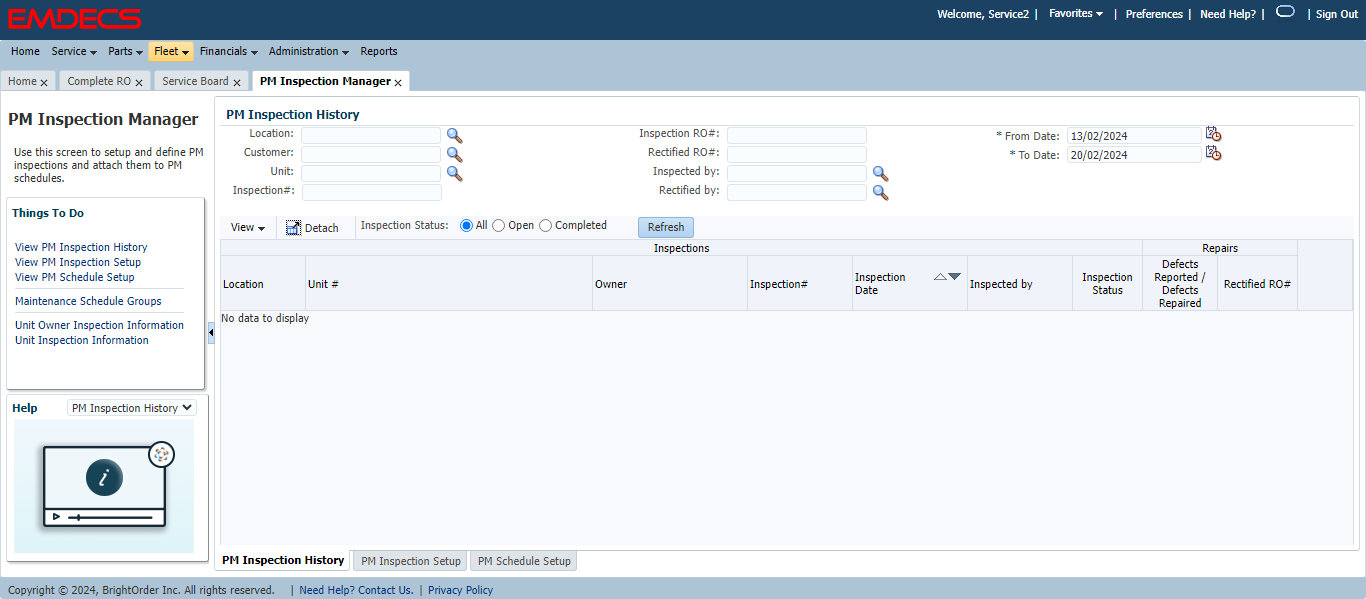 EMDECS
Welcome, Service2 | Favorites | Preferences | Need Help? | | Sign Out
Home Service Parts Fleet Financials Administration Reports
Home Complete RO Service Board PM Inspection Manager
PM Inspection Manager
Use this screen to setup and define PM
inspections and attach them to PM
schedules.
Things To Do
View PM Inspection History
View PM Inspection Setup
View PM Schedule Setup
Maintenance Schedule Groups
Unit Owner Inspection Information
Unit Inspection Information
Help PM Inspection History
i
PM Inspection History
Location: Inspection RO#: * From Date: 13/02/2024
Customer: Rectified RO#: * To Date: 20/02/2024
Unit: Inspected by:
Inspection#: Rectified by:
View Detach Inspection Status: All Open Completed Refresh
Inspections Repairs
Location Unit # Owner Inspection# Inspection Date Inspected by Inspection Status Defects Reported / Defects Repaired Rectified RO#
No data to display
PM Inspection History PM Inspection Setup PM Schedule Setup
Copyright © 2024, BrightOrder Inc. All rights reserved. | Need Help? Contact Us. | Privacy Policy